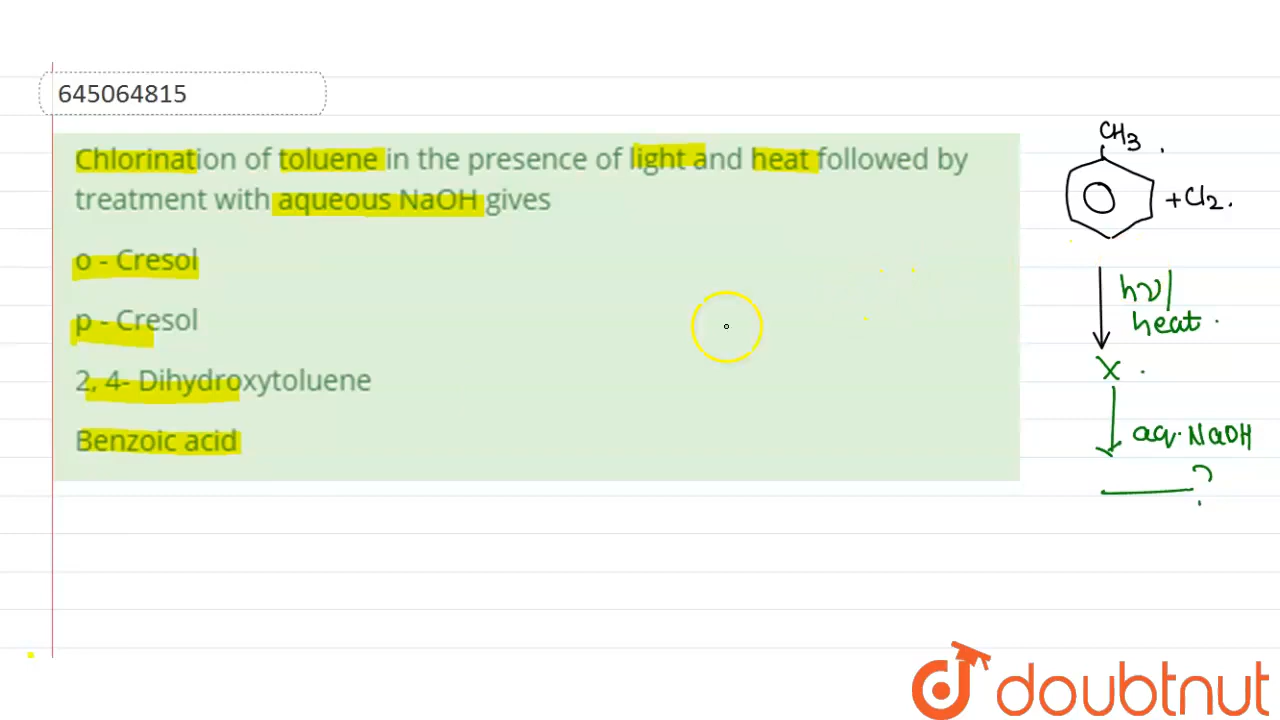 645064815
Chlorination of toluene in the presence of light and heat followed by
treatment with aqueous NaOH gives
o - Cresol
p - Cresol
2, 4- Dihydroxytoluene
Benzoic acid
CH3
+Cl2.
hν/
heat.
X.
aq. NaOH
?
doubtnut